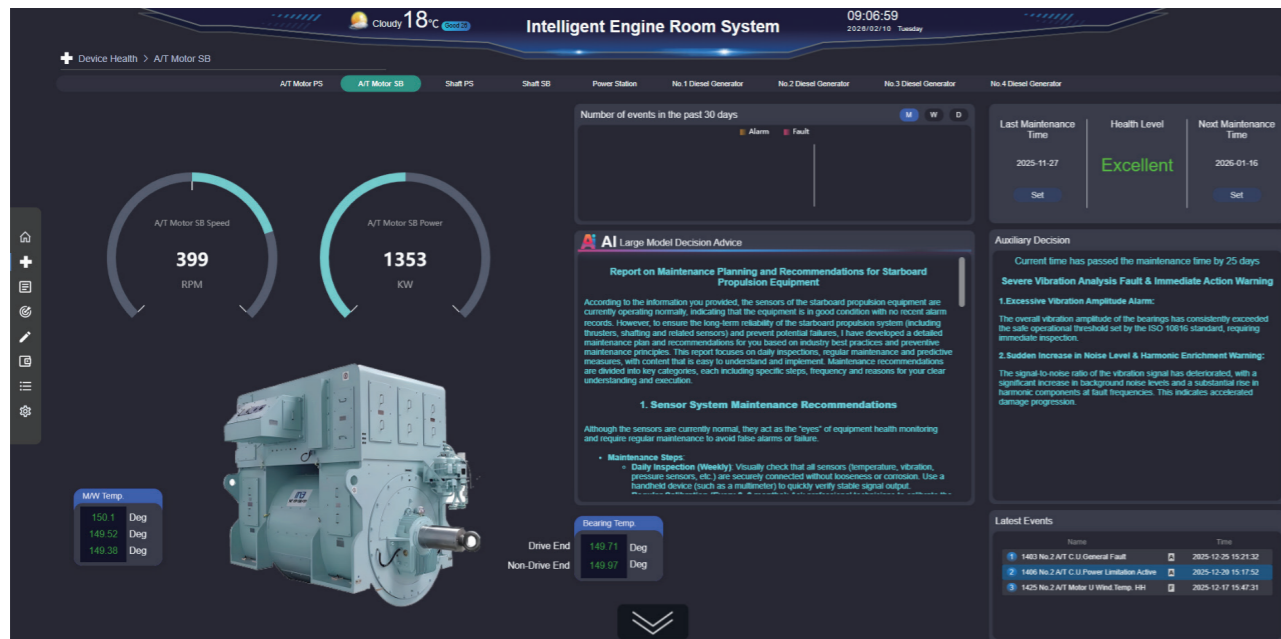 Cloudy 18°C
Intelligent Engine Room System
09:06:59
2026/02/10 Tuesday
Device Health > A/T Motor SB
A/T Motor PS
A/T Motor SB
Shaft PS
Shaft SB
Power Station
No.1 Diesel Generator
No.2 Diesel Generator
No.3 Diesel Generator
No.4 Diesel Generator
A/T Motor SB Speed
399
RPM
A/T Motor SB Power
1353
KW
M/W Temp.
150.1 Deg
149.52 Deg
149.38 Deg
Number of events in the past 30 days
M W D
Alarm Fault
AI Large Model Decision Advice
Report on Maintenance Planning and Recommendations for Starboard
Propulsion Equipment
According to the information you provided, the sensors of the starboard propulsion equipment are
currently operating normally, indicating that the equipment is in good condition with no recent alarm
records. However, to ensure the long-term reliability of the starboard propulsion system (including
thrusters, shafting and related sensors) and prevent potential failures, I have developed a detailed
maintenance plan and recommendations for you based on industry best practices and preventive
maintenance principles. This report focuses on daily inspections, regular maintenance and predictive
measures, with content that is easy to understand and implement. Maintenance recommendations
are divided into key categories, each including specific steps, frequency and reasons for your clear
understanding and execution.
1. Sensor System Maintenance Recommendations
Although the sensors are currently normal, they act as the "eyes" of equipment health monitoring
and require regular maintenance to avoid false alarms or failure.
• Maintenance Steps:
Daily Inspection (Weekly): Visually check that all sensors (temperature, vibration,
pressure sensors, etc.) are securely connected without looseness or corrosion. Use a
handheld device (such as a multimeter) to quickly verify stable signal output.
Bearing Temp.
Drive End 149.71 Deg
Non-Drive End 149.97 Deg
Last Maintenance
Time
2025-11-27
Set
Health Level
Excellent
Next Maintenance
Time
2026-01-16
Set
Auxiliary Decision
Current time has passed the maintenance time by 25 days
Severe Vibration Analysis Fault & Immediate Action Warning
1.Excessive Vibration Amplitude Alarm:
The overall vibration amplitude of the bearings has consistently exceeded
the safe operational threshold set by the ISO 10816 standard, requiring
immediate inspection.
2.Sudden Increase in Noise Level & Harmonic Enrichment Warning:
The signal-to-noise ratio of the vibration signal has deteriorated, with a
significant increase in background noise levels and a substantial rise in
harmonic components at fault frequencies. This indicates accelerated
damage progression.
Latest Events
Name Time
1 1403 No.2 A/T C.U.General Fault A 2025-12-25 15:21:32
2 1406 No.2 A/T C.U.Power Limitation Active A 2025-12-20 15:17:52
3 1425 No.2 A/T Motor U Wind.Temp. HH F 2025-12-17 15:47:31